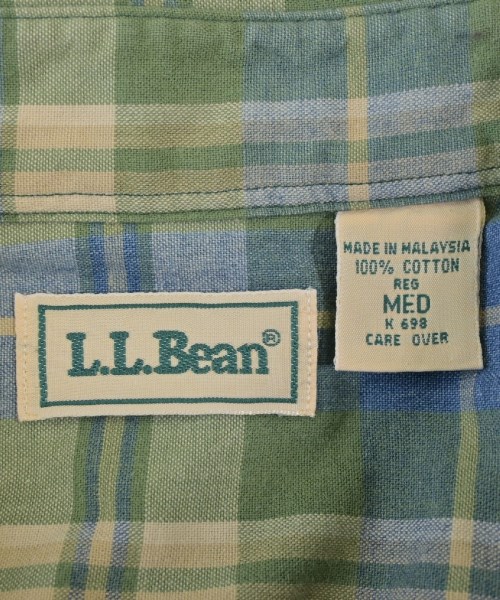 L.L.Bean®
MADE IN MALAYSIA
100% COTTON
REG
MED
K 698
CARE OVER